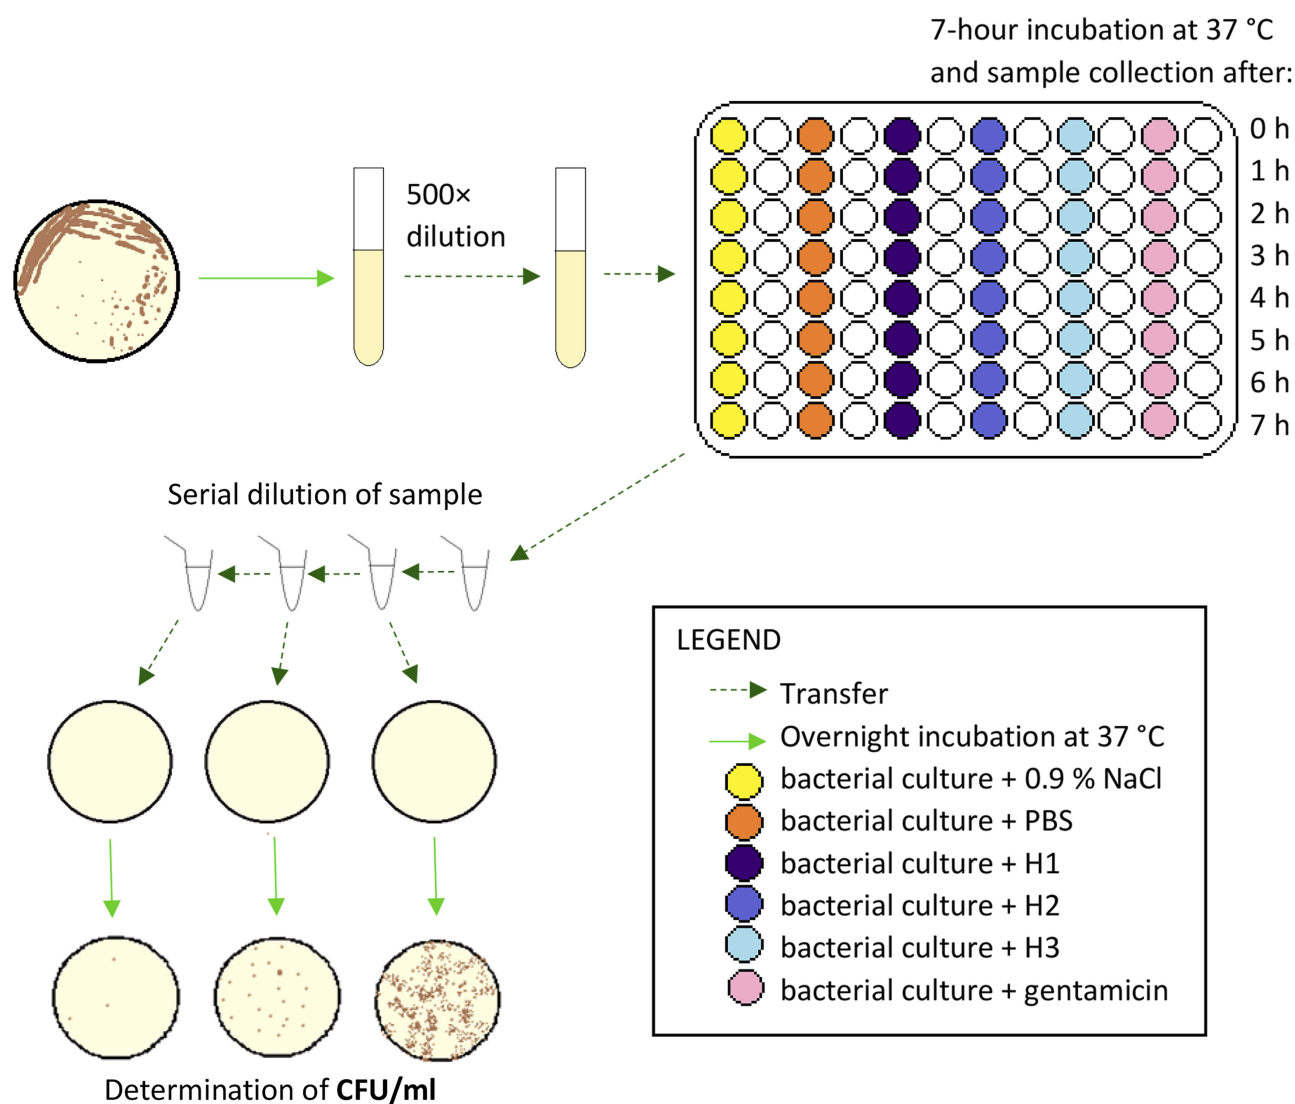 7-hour incubation at 37 °C
and sample collection after:
0 h
1 h
2 h
3 h
4 h
5 h
6 h
7 h
500×
dilution
Serial dilution of sample
LEGEND
Transfer
Overnight incubation at 37 °C
bacterial culture + 0.9 % NaCl
bacterial culture + PBS
bacterial culture + H1
bacterial culture + H2
bacterial culture + H3
bacterial culture + gentamicin
Determination of CFU/ml